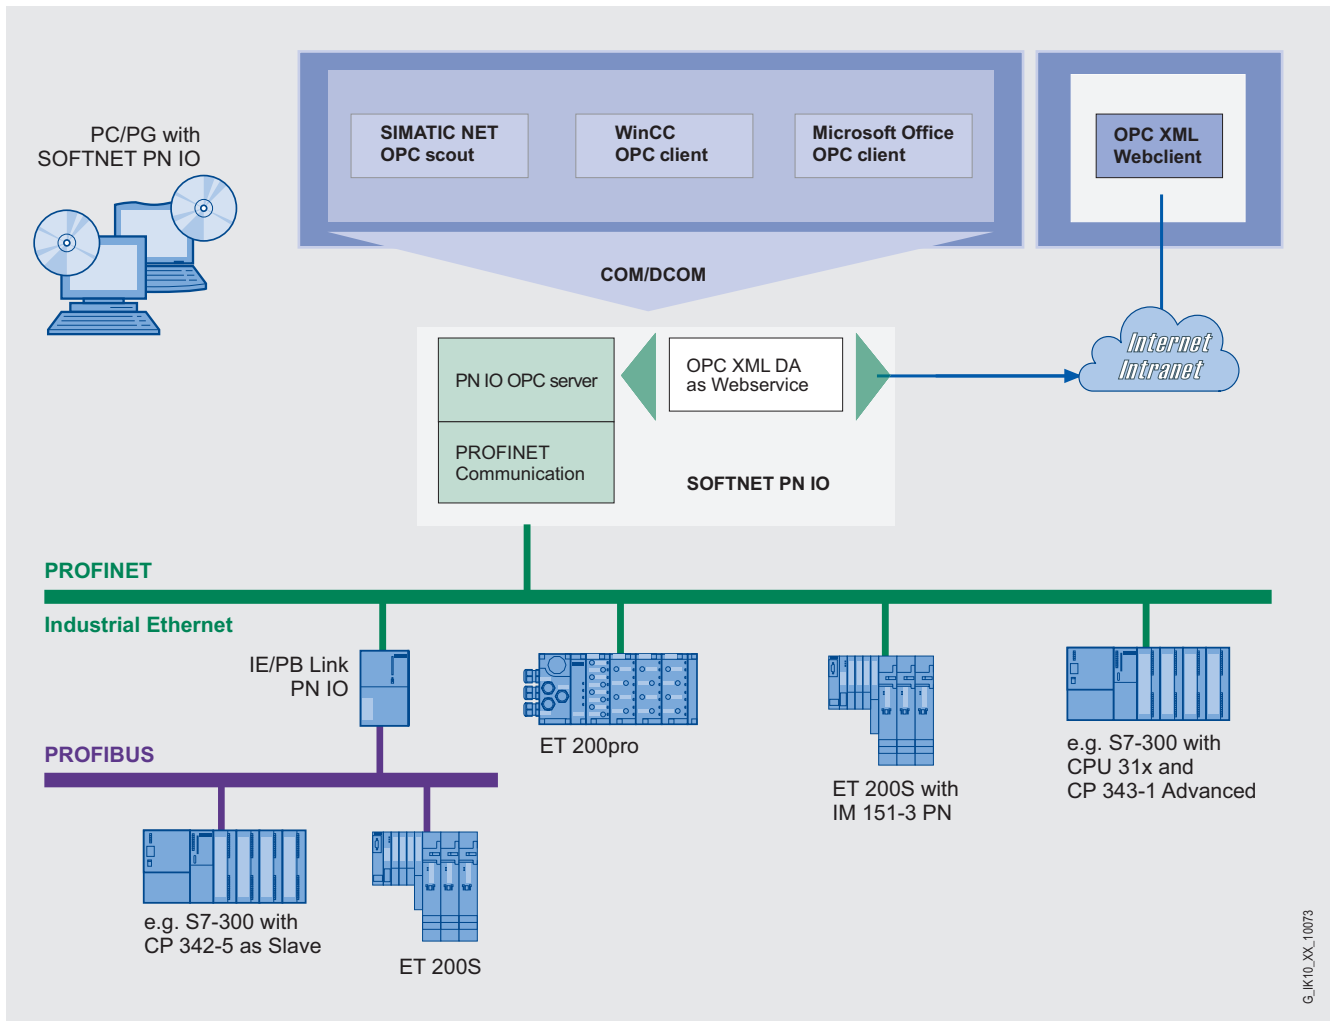 PC/PG with
SOFTNET PN IO
SIMATIC NET
OPC scout
WinCC
OPC client
Microsoft Office
OPC client
OPC XML
Webclient
COM/DCOM
Internet
Intranet
PN IO OPC server
OPC XML DA
as Webservice
PROFINET
Communication
SOFTNET PN IO
PROFINET
Industrial Ethernet
IE/PB Link
PN IO
ET 200pro
ET 200S with
IM 151-3 PN
e.g. S7-300 with
CPU 31x and
CP 343-1 Advanced
PROFIBUS
e.g. S7-300 with
CP 342-5 as Slave
ET 200S
G_IK10_XX_10073